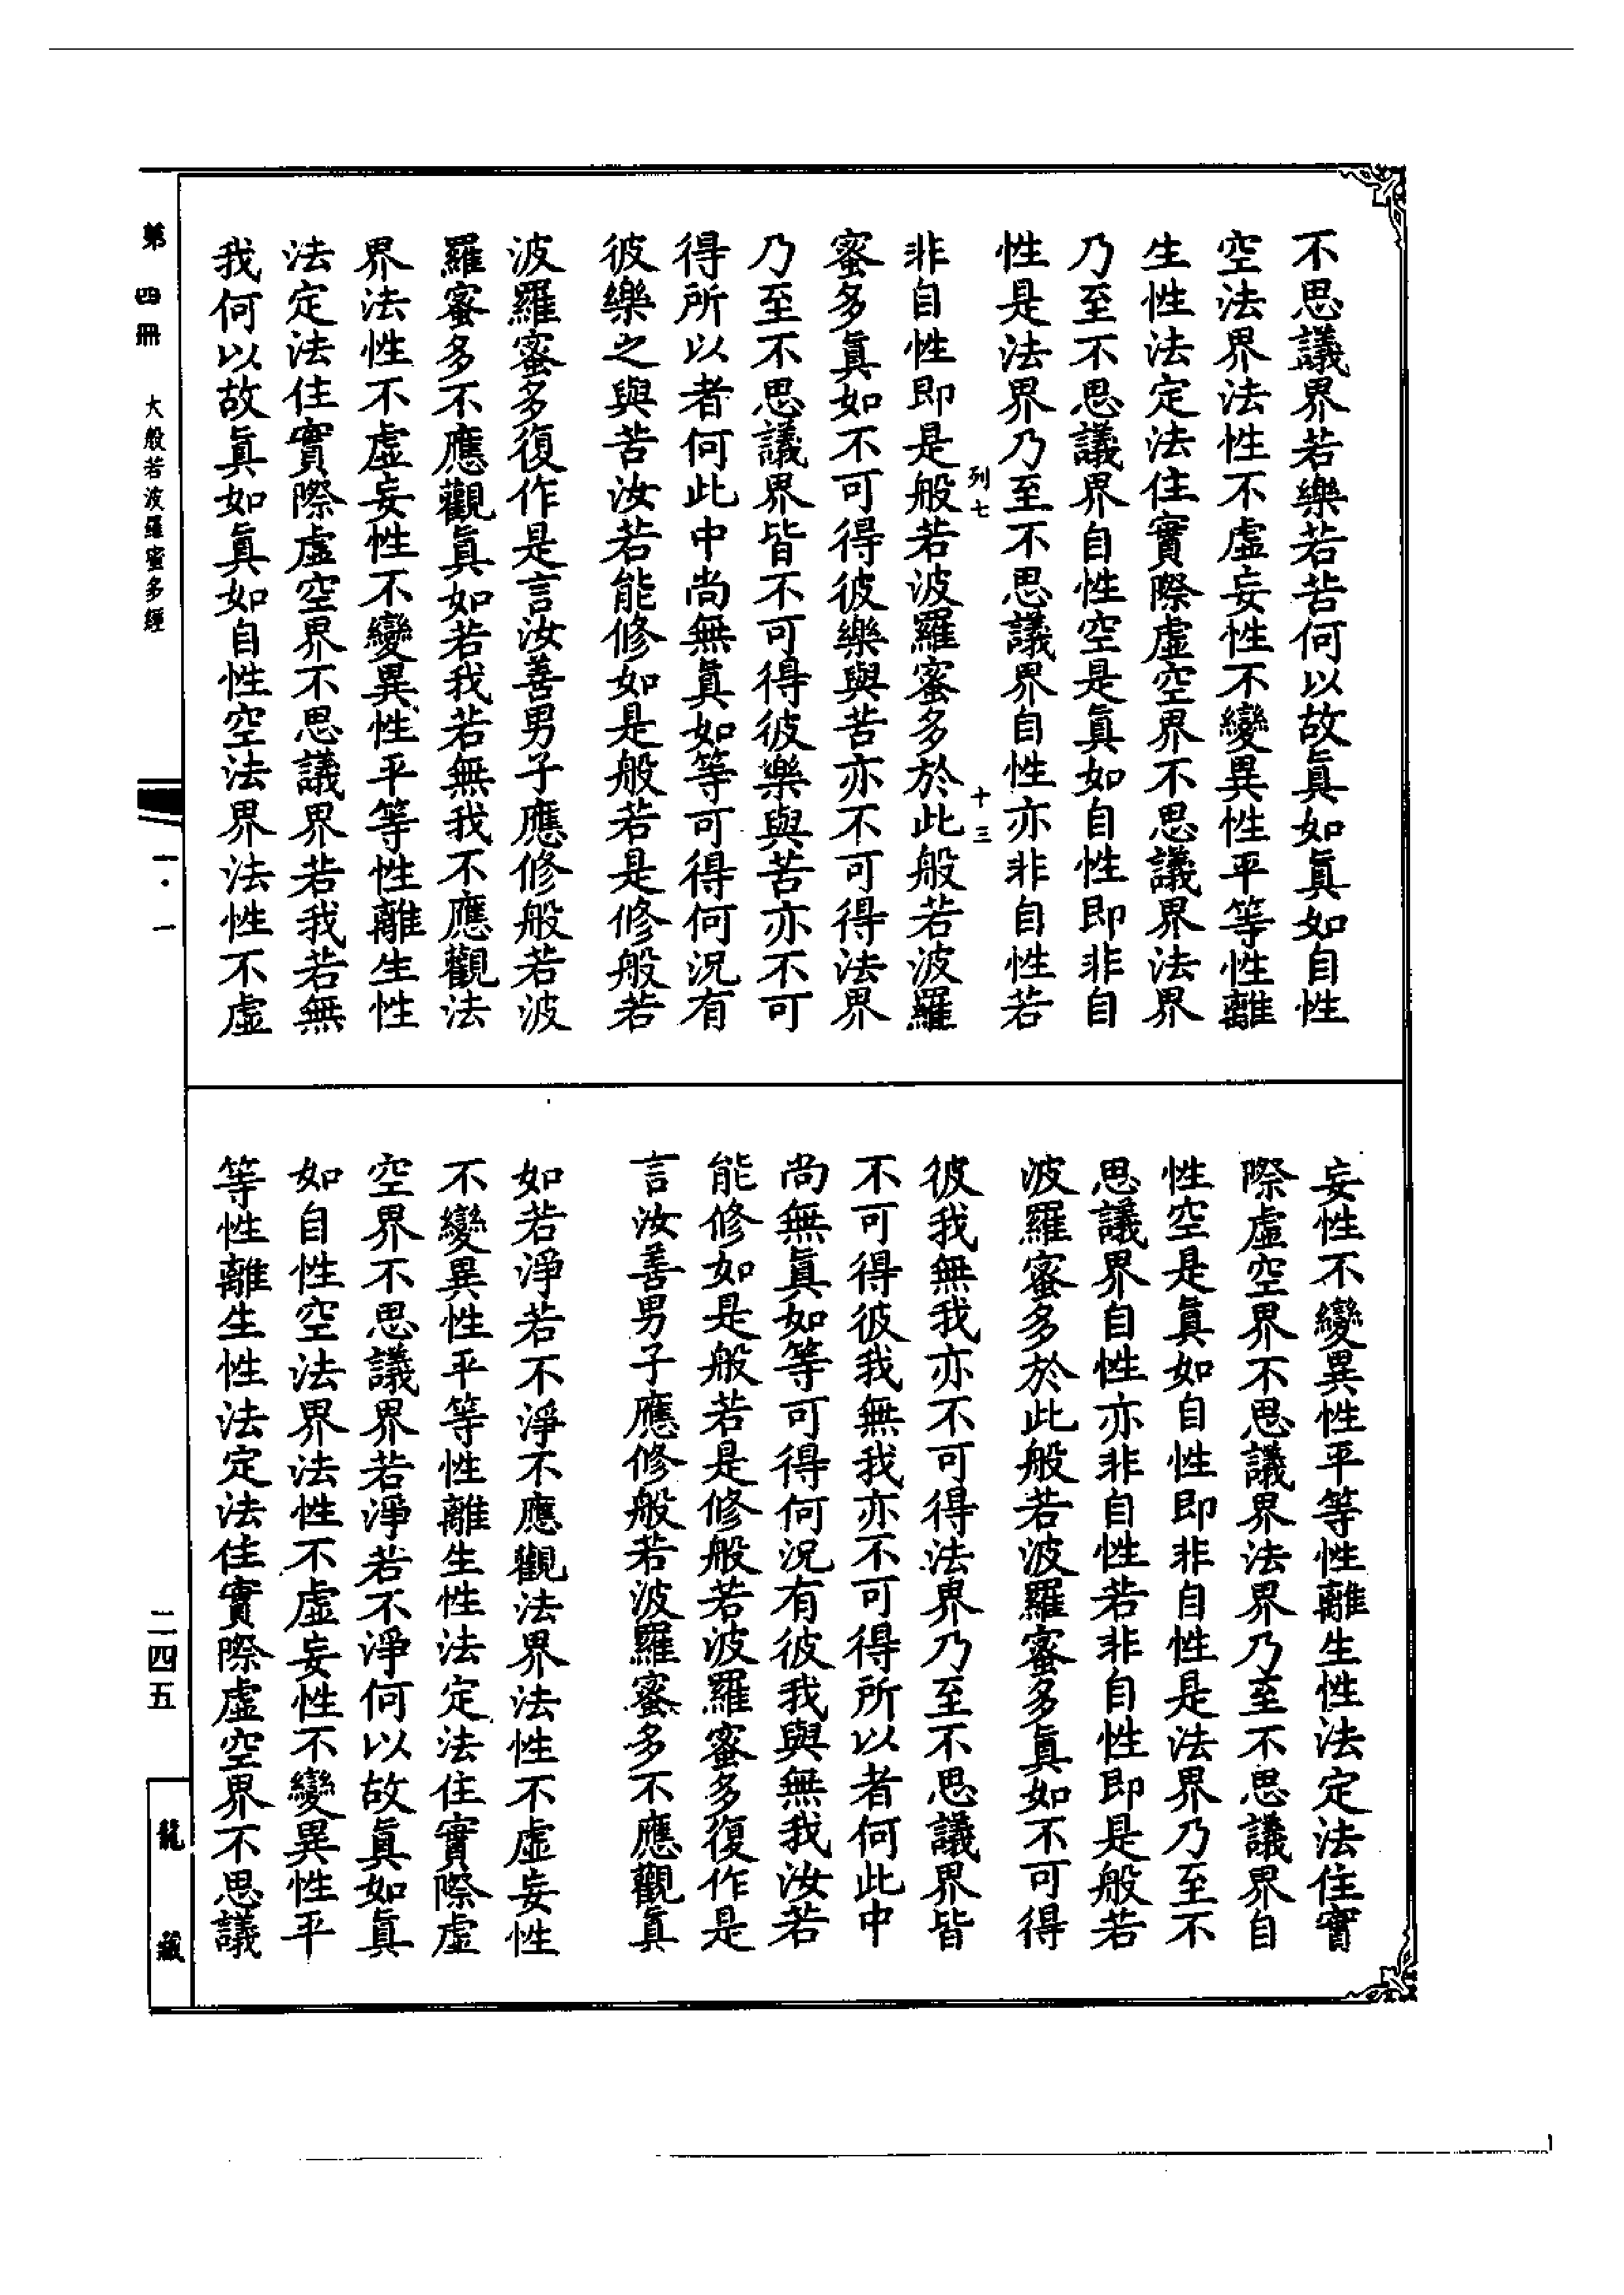 不思議界若樂若苦何以故真如真如自性
空法界法性不虛妄性不變異性平等性離
生性法定法住實際虛空界不思議界法界
乃至不思議界自性空是真如自性即非自
性是法界乃至不思議界自性亦非自性若
列七 十三
非自性即是般若波羅蜜多於此般若波羅
蜜多真如不可得彼樂與苦亦不可得法界
乃至不思議界皆不可得彼樂與苦亦不可
得所以者何此中尚無真如等可得何況有
彼樂之與苦汝若能修如是般若是修般若
波羅蜜多復作是言汝善男子應修般若波
羅蜜多不應觀真如若我若無我不應觀法
界法性不虛妄性不變異性平等性離生性
法定法住實際虛空界不思議界若我若無
我何以故真如真如自性空法界法性不虛
妄性不變異性平等性離生性法定法住實
際虛空界不思議界法界乃至不思議界自
性空是真如自性即非自性是法界乃至不
思議界自性亦非自性若非自性即是般若
波羅蜜多於此般若波羅蜜多真如不可得
彼我無我亦不可得法界乃至不思議界皆
不可得彼我無我亦不可得所以者何此中
尚無真如等可得何況有彼我與無我汝若
能修如是般若是修般若波羅蜜多復作是
言汝善男子應修般若波羅蜜多不應觀真
如若淨若不淨不應觀法界法性不虛妄性
不變異性平等性離生性法定法住實際虛
空界不思議界若淨若不淨何以故真如真
如自性空法界法性不虛妄性不變異性平
等性離生性法定法住實際虛空界不思議
第四冊 大般若波羅蜜多經 一・一 二四五 龍藏